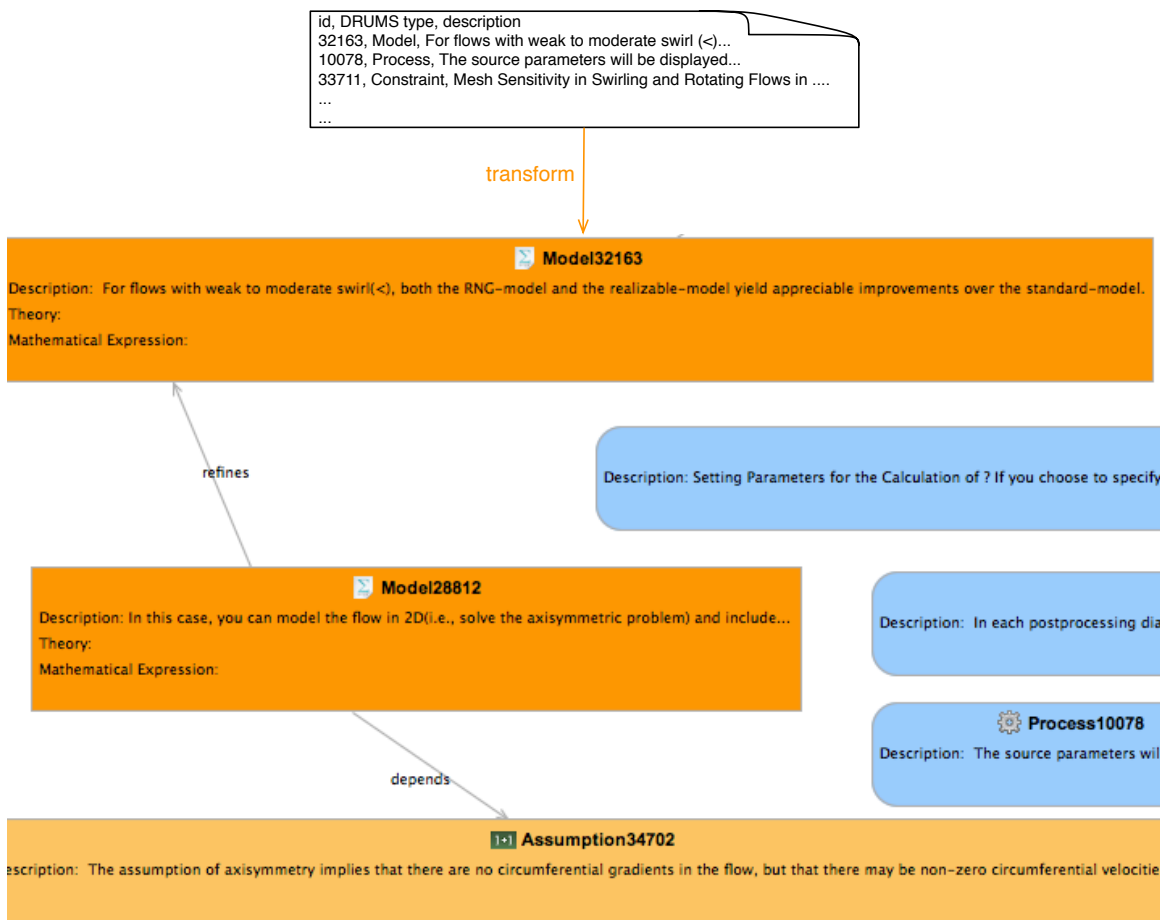 id, DRUMS type, description
32163, Model, For flows with weak to moderate swirl (<)...
10078, Process, The source parameters will be displayed...
33711, Constraint, Mesh Sensitivity in Swirling and Rotating Flows in ....
...
...
transform
Model32163
Description: For flows with weak to moderate swirl(<), both the RNG-model and the realizable-model yield appreciable improvements over the standard-model.
Theory:
Mathematical Expression:
refines
Description: Setting Parameters for the Calculation of ? If you choose to specify
Model28812
Description: In this case, you can model the flow in 2D(i.e., solve the axisymmetric problem) and include...
Theory:
Mathematical Expression:
Description: In each postprocessing dia
Process10078
Description: The source parameters wil
depends
1+1 Assumption34702
escription: The assumption of axisymmetry implies that there are no circumferential gradients in the flow, but that there may be non-zero circumferential velocitie